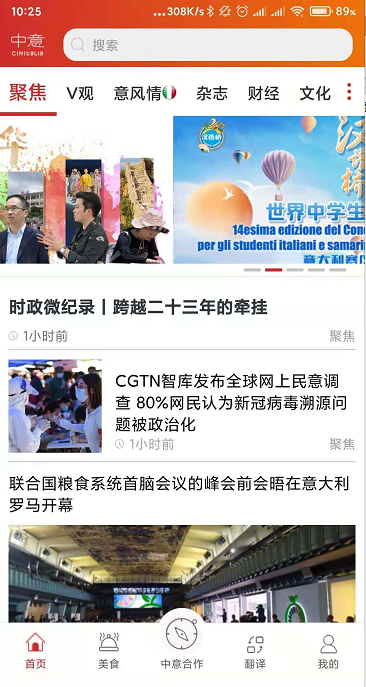 10:25
...308K/s
89%
中意
CINITALIA
搜索
聚焦 V观 意风情 杂志 财经 文化
华
汉语桥
世界中学生
14esima edizione del Con
per gli studenti italiani e samarin
意大利赛区
时政微纪录丨跨越二十三年的牵挂
1小时前 聚焦
CGTN智库发布全球网上民意调
查 80%网民认为新冠病毒溯源问
题被政治化
1小时前 聚焦
联合国粮食系统首脑会议的峰会前会晤在意大利
罗马开幕
首页 美食 中意合作 翻译 我的